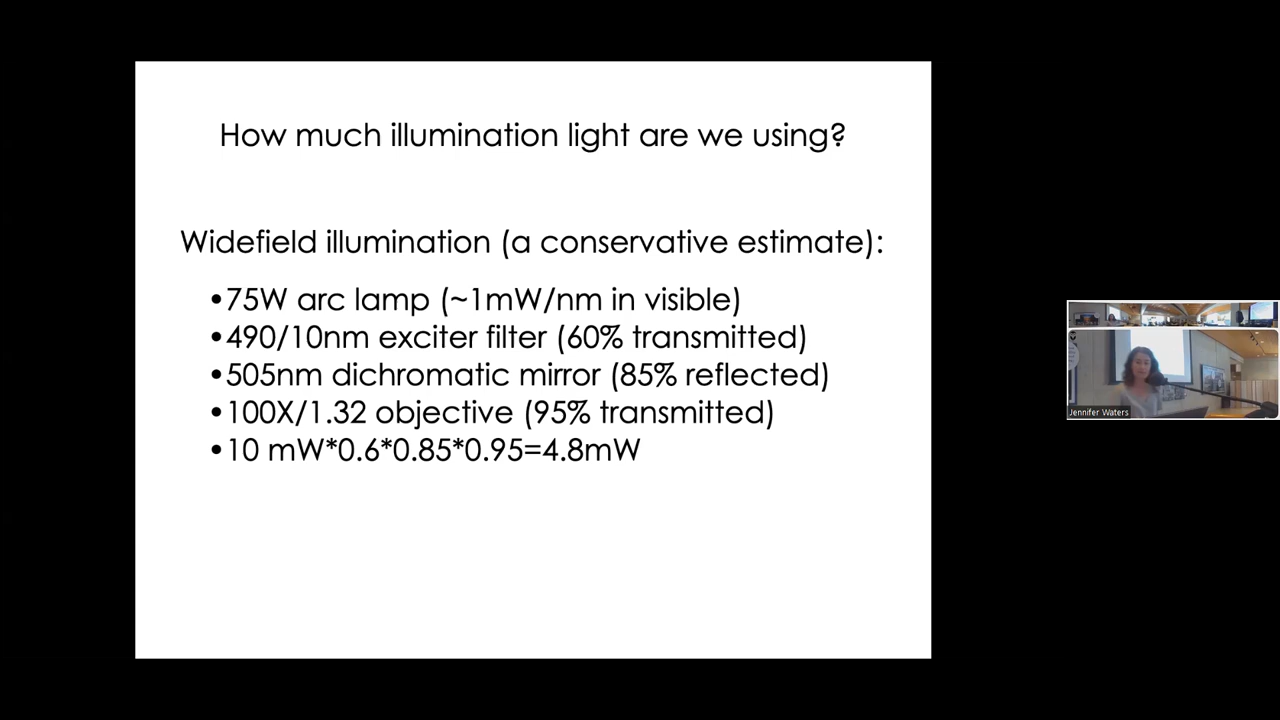 How much illumination light are we using?
Widefield illumination (a conservative estimate):
•75W arc lamp (~1mW/nm in visible)
•490/10nm exciter filter (60% transmitted)
•505nm dichromatic mirror (85% reflected)
•100X/1.32 objective (95% transmitted)
•10 mW*0.6*0.85*0.95=4.8mW
Jennifer Waters